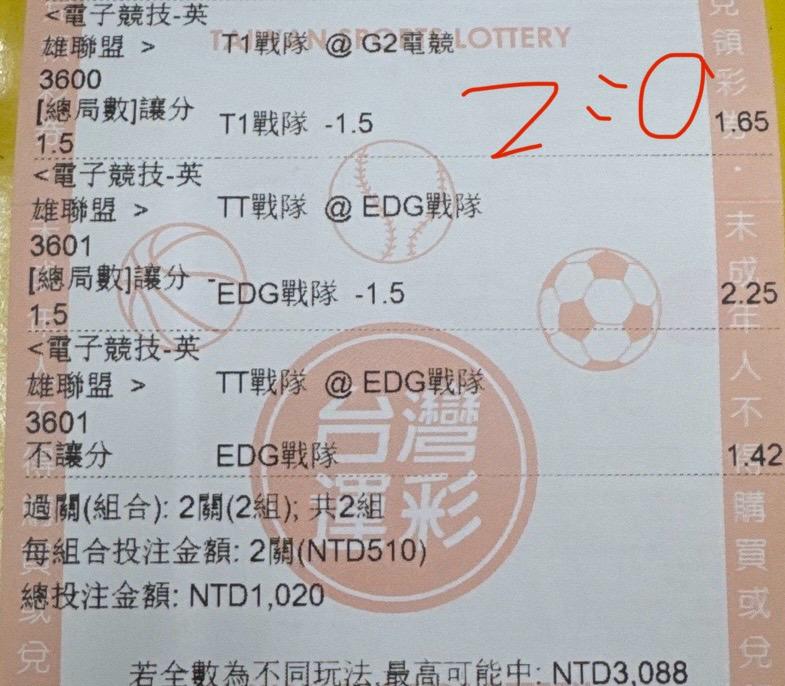 <電子競技-英
TAIWAN SPORTS LOTTERY
雄聯盟 > T1戰隊 @ G2電競
3600
2:0
[總局數]讓分 T1戰隊 -1.5 1.65
1.5
<電子競技-英
雄聯盟 > TT戰隊 @ EDG戰隊
3601
[總局數]讓分 - EDG戰隊 -1.5 2.25
1.5
<電子競技-英
雄聯盟 > TT戰隊 @ EDG戰隊
3601
不讓分 EDG戰隊 1.42
台灣
運彩
過關(組合): 2關(2組); 共2組
每組合投注金額: 2關(NTD510)
總投注金額: NTD1,020
若全數為不同玩法,最高可能中: NTD3,088
兌領彩券・未成年人不得購買或兌